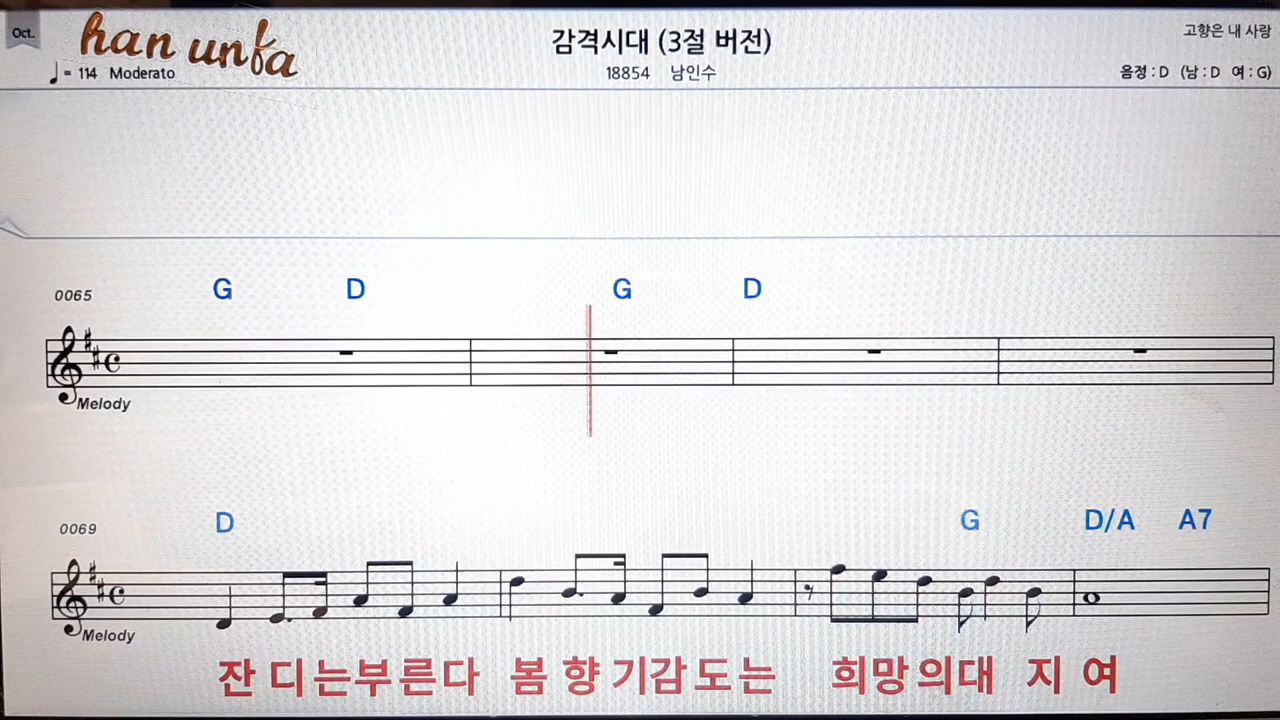 Oct.
han unfa
감격시대 (3절 버전)
고향은 내 사랑
♩= 114 Moderato
18854 남인수
음정 : D (남 : D 여 : G)
0065
G D G D
Melody
0069
D G D/A A7
Melody
잔 디 는 부 른 다 봄 향 기 감 도 는 희 망 의 대 지 여